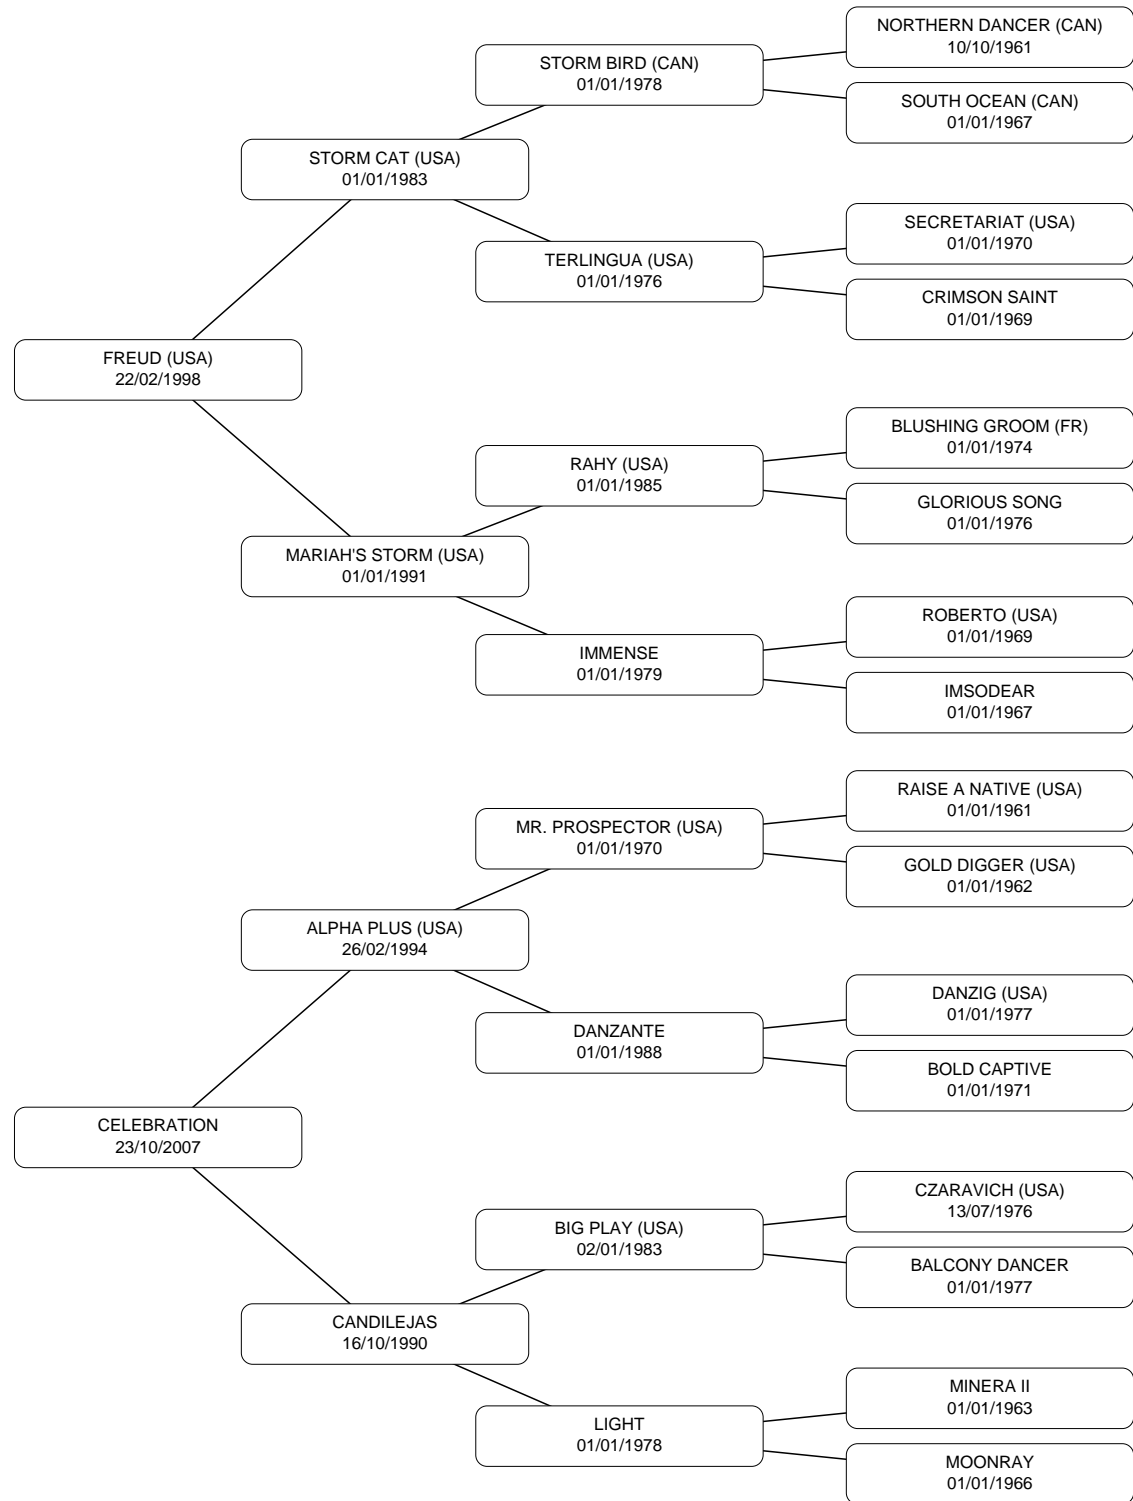 NORTHERN DANCER (CAN)
10/10/1961
STORM BIRD (CAN)
01/01/1978
SOUTH OCEAN (CAN)
01/01/1967
STORM CAT (USA)
01/01/1983
SECRETARIAT (USA)
01/01/1970
TERLINGUA (USA)
01/01/1976
CRIMSON SAINT
01/01/1969
FREUD (USA)
22/02/1998
BLUSHING GROOM (FR)
01/01/1974
RAHY (USA)
01/01/1985
GLORIOUS SONG
01/01/1976
MARIAH'S STORM (USA)
01/01/1991
ROBERTO (USA)
01/01/1969
IMMENSE
01/01/1979
IMSODEAR
01/01/1967
RAISE A NATIVE (USA)
01/01/1961
MR. PROSPECTOR (USA)
01/01/1970
GOLD DIGGER (USA)
01/01/1962
ALPHA PLUS (USA)
26/02/1994
DANZIG (USA)
01/01/1977
DANZANTE
01/01/1988
BOLD CAPTIVE
01/01/1971
CELEBRATION
23/10/2007
CZARAVICH (USA)
13/07/1976
BIG PLAY (USA)
02/01/1983
BALCONY DANCER
01/01/1977
CANDILEJAS
16/10/1990
MINERA II
01/01/1963
LIGHT
01/01/1978
MOONRAY
01/01/1966